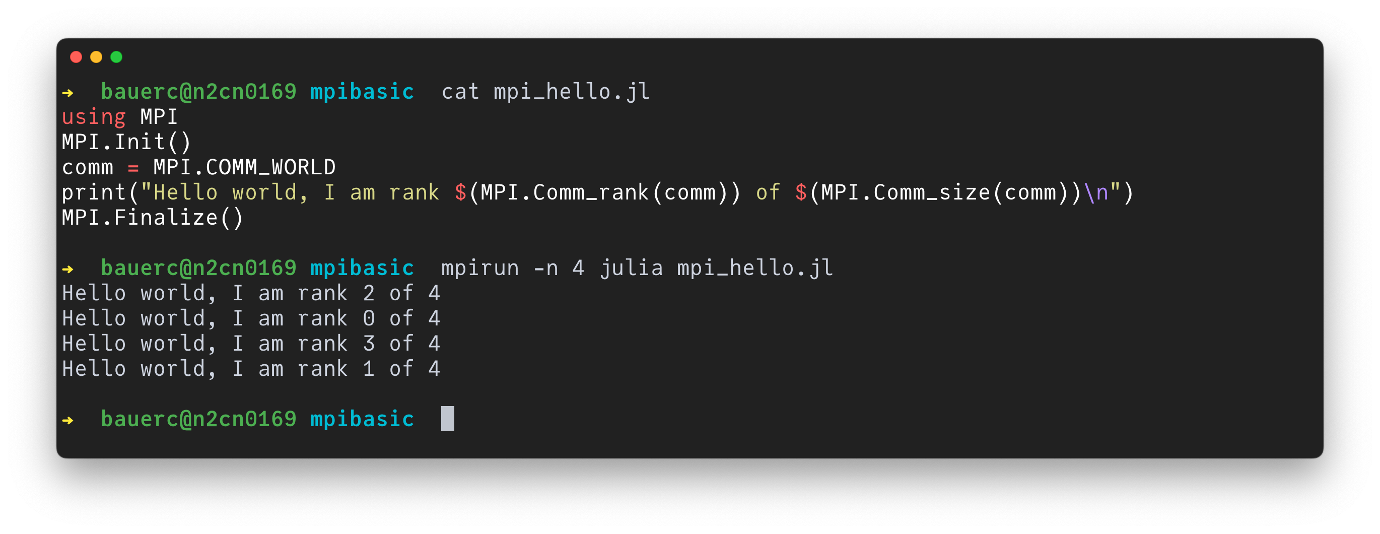 ➜  bauerc@n2cn0169 mpibasic  cat mpi_hello.jl
using MPI
MPI.Init()
comm = MPI.COMM_WORLD
print("Hello world, I am rank $(MPI.Comm_rank(comm)) of $(MPI.Comm_size(comm))\n")
MPI.Finalize()
➜  bauerc@n2cn0169 mpibasic  mpirun -n 4 julia mpi_hello.jl
Hello world, I am rank 2 of 4
Hello world, I am rank 0 of 4
Hello world, I am rank 3 of 4
Hello world, I am rank 1 of 4
➜  bauerc@n2cn0169 mpibasic